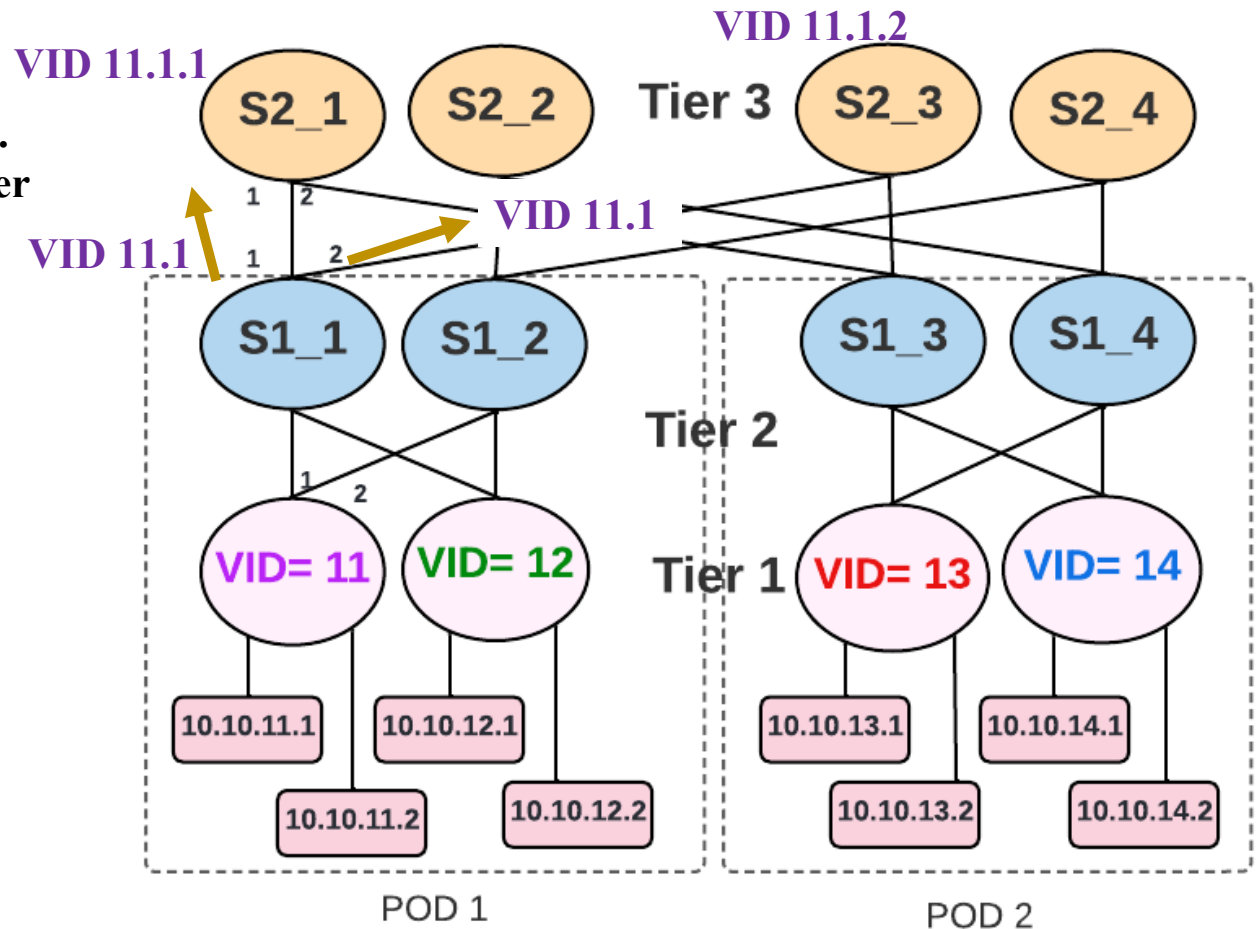 VID 11.1.2
VID 11.1.1
S2_1
S2_2
Tier 3
S2_3
S2_4
.
er
1
2
VID 11.1
VID 11.1
1
2
S1_1
S1_2
S1_3
S1_4
Tier 2
1
2
VID= 11
VID= 12
Tier 1
VID= 13
VID= 14
10.10.11.1
10.10.12.1
10.10.13.1
10.10.14.1
10.10.11.2
10.10.12.2
10.10.13.2
10.10.14.2
POD 1
POD 2